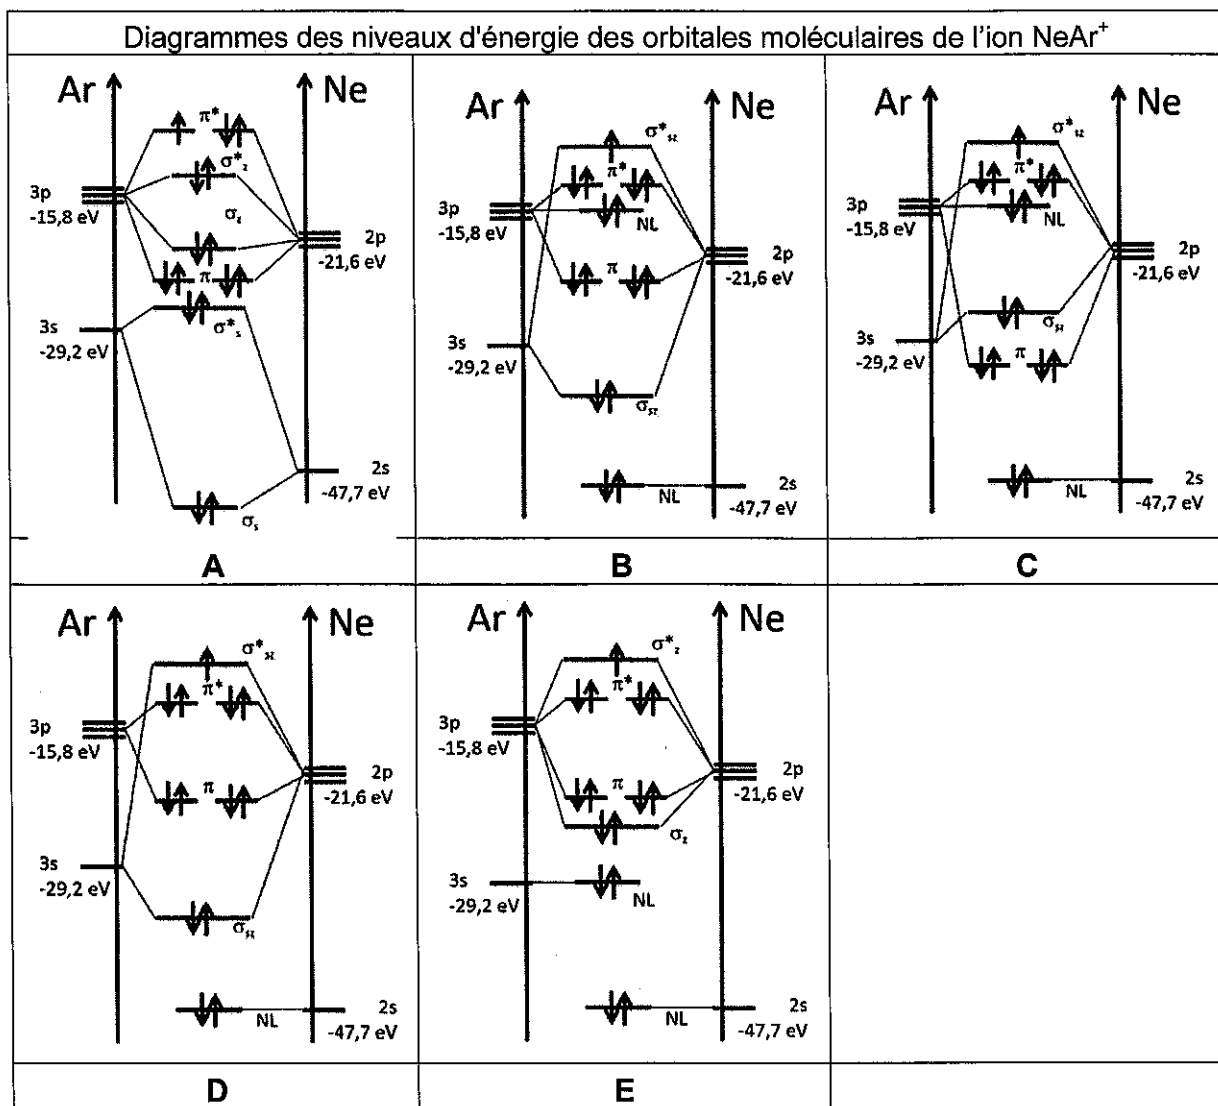 Diagrammes des niveaux d'énergie des orbitales moléculaires de l'ion NeAr⁺
Ar Ne
π*
σ*z
3p
-15,8 eV
σz
2p
-21,6 eV
π
σ*s
3s
-29,2 eV
2s
-47,7 eV
σs
A
Ar Ne
σ*sz
π*
3p
-15,8 eV
NL
2p
-21,6 eV
π
3s
-29,2 eV
σsz
2s
NL
-47,7 eV
B
Ar Ne
σ*sz
π*
3p
-15,8 eV
NL
2p
-21,6 eV
σsz
3s
-29,2 eV
π
2s
NL
-47,7 eV
C
Ar Ne
σ*sz
π*
3p
-15,8 eV
2p
-21,6 eV
π
3s
-29,2 eV
σsz
2s
NL
-47,7 eV
D
Ar Ne
σ*z
π*
3p
-15,8 eV
2p
-21,6 eV
π
σz
3s
-29,2 eV
NL
2s
NL
-47,7 eV
E